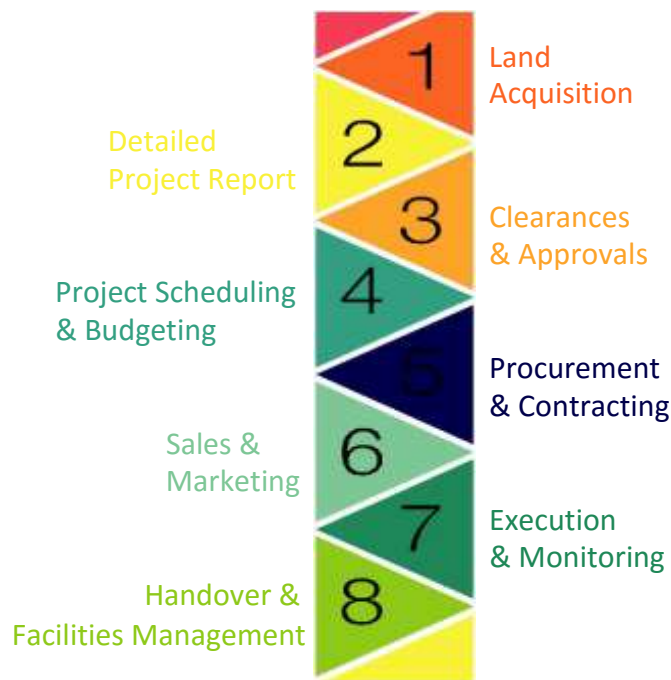 1
Land
Acquisition
2
Detailed
Project Report
3
Clearances
& Approvals
4
Project Scheduling
& Budgeting
5
Procurement
& Contracting
6
Sales &
Marketing
7
Execution
& Monitoring
8
Handover &
Facilities Management